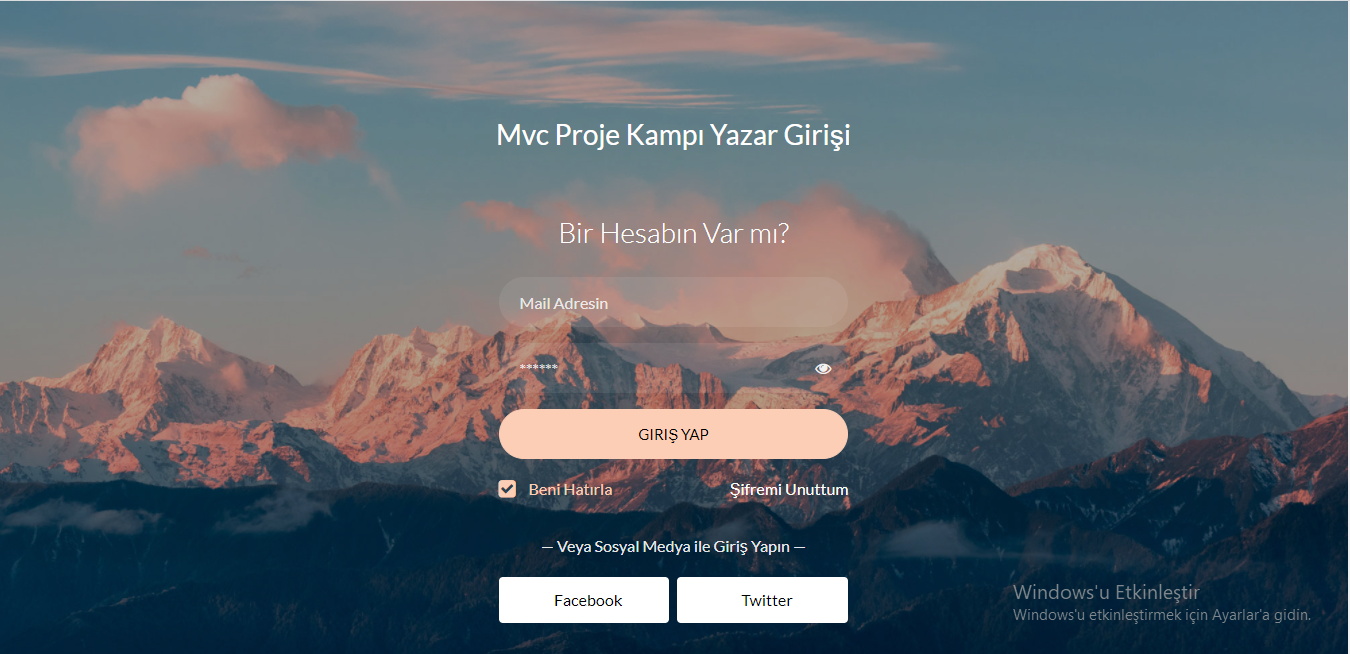 Mvc Proje Kampı Yazar Girişi
Bir Hesabın Var mı?
Mail Adresin
******
GIRIŞ YAP
Beni Hatırla Şifremi Unuttum
— Veya Sosyal Medya ile Giriş Yapın —
Facebook Twitter
Windows'u Etkinleştir
Windows'u etkinleştirmek için Ayarlar'a gidin.